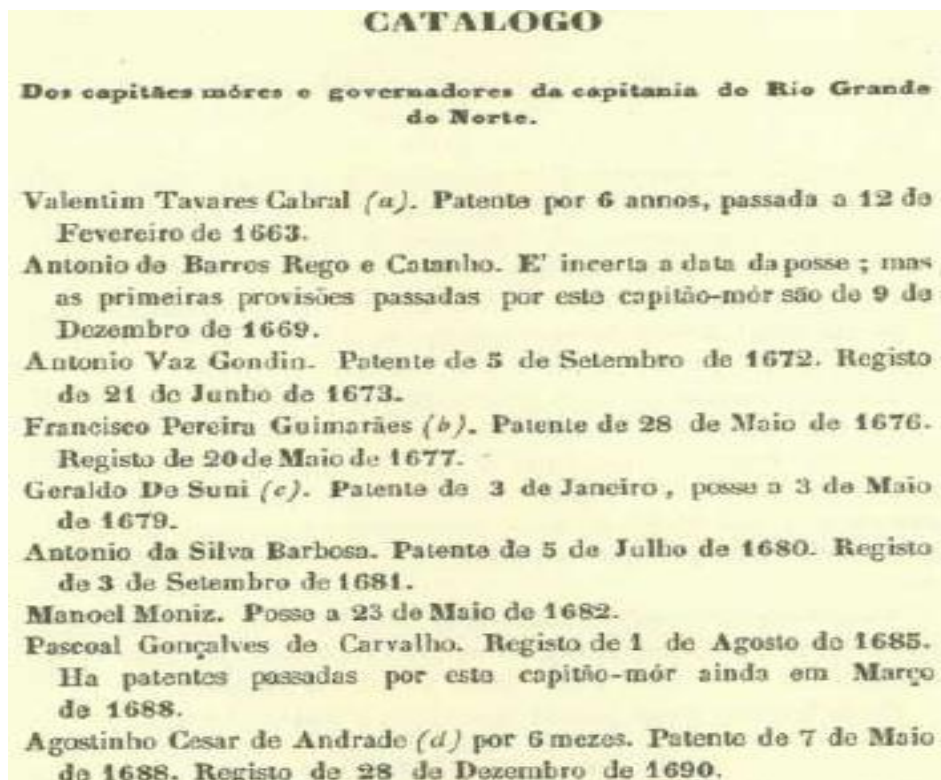 CATALOGO
Dos capitães móres e governadores da capitania do Rio Grande
do Norte.
Valentim Tavares Cabral (a). Patente por 6 annos, passada a 12 de
Fevereiro de 1663.
Antonio de Barros Rego e Catanho. E' incerta a data da posse ; mas
as primeiras provisões passadas por este capitão-mór são de 9 de
Dezembro de 1669.
Antonio Vaz Gondin. Patente de 5 de Setembro de 1672. Registo
de 21 de Junho de 1673.
Francisco Pereira Guimarães (b). Patente de 28 de Maio de 1676.
Registo de 20 de Maio de 1677.
Geraldo De Suni (c). Patente de 3 de Janeiro, posse a 3 de Maio
de 1679.
Antonio da Silva Barbosa. Patente de 5 de Julho de 1680. Registo
de 3 de Setembro de 1681.
Manoel Moniz. Posse a 23 de Maio de 1682.
Pascoal Gonçalves de Carvalho. Registo de 1 de Agosto de 1685.
Ha patentes passadas por este capitão-mór ainda em Março
de 1688.
Agostinho Cesar de Andrade (d) por 6 mezes. Patente de 7 de Maio
de 1688. Registo de 28 de Dezembro de 1690.